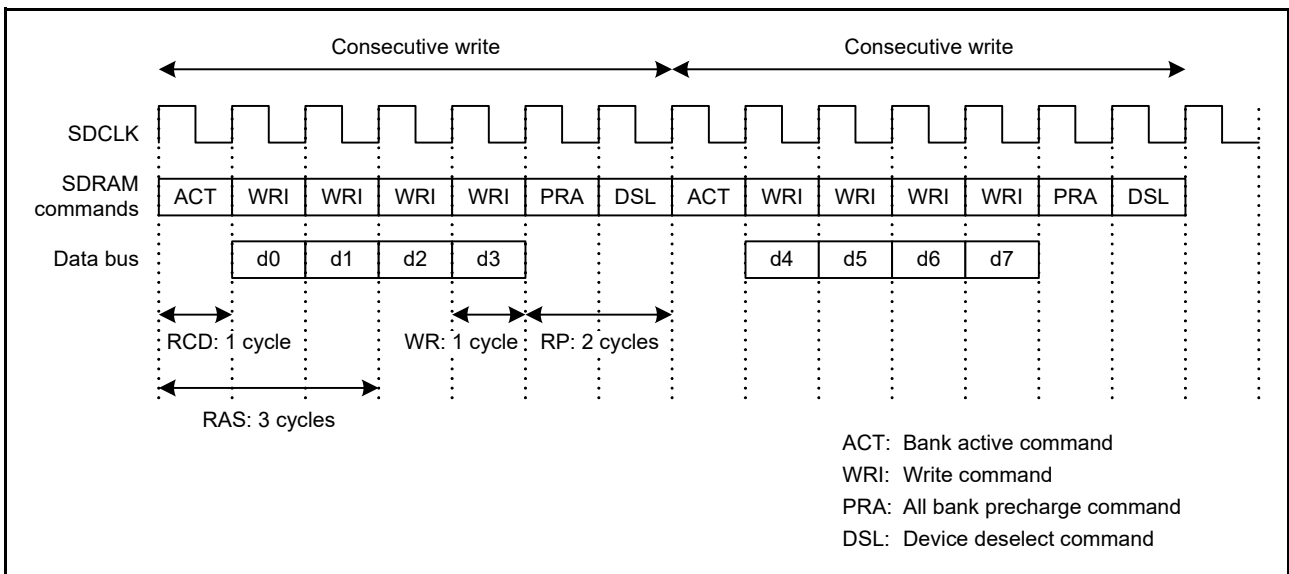 Consecutive write Consecutive write
SDCLK
SDRAM
commands
ACT WRI WRI WRI WRI PRA DSL ACT WRI WRI WRI WRI PRA DSL
Data bus d0 d1 d2 d3 d4 d5 d6 d7
RCD: 1 cycle WR: 1 cycle RP: 2 cycles
RAS: 3 cycles
ACT: Bank active command
WRI: Write command
PRA: All bank precharge command
DSL: Device deselect command